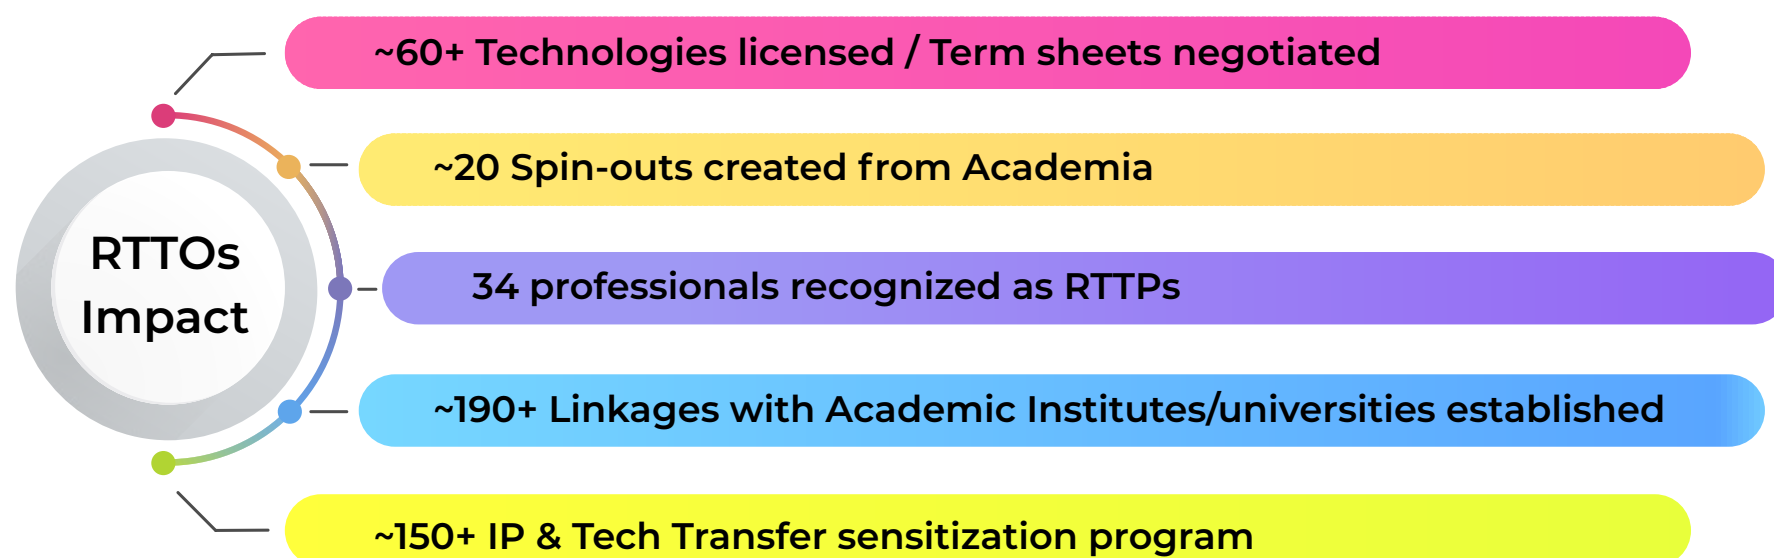 RTTOs
Impact
~60+ Technologies licensed / Term sheets negotiated
~20 Spin-outs created from Academia
34 professionals recognized as RTTPs
~190+ Linkages with Academic Institutes/universities established
~150+ IP & Tech Transfer sensitization program